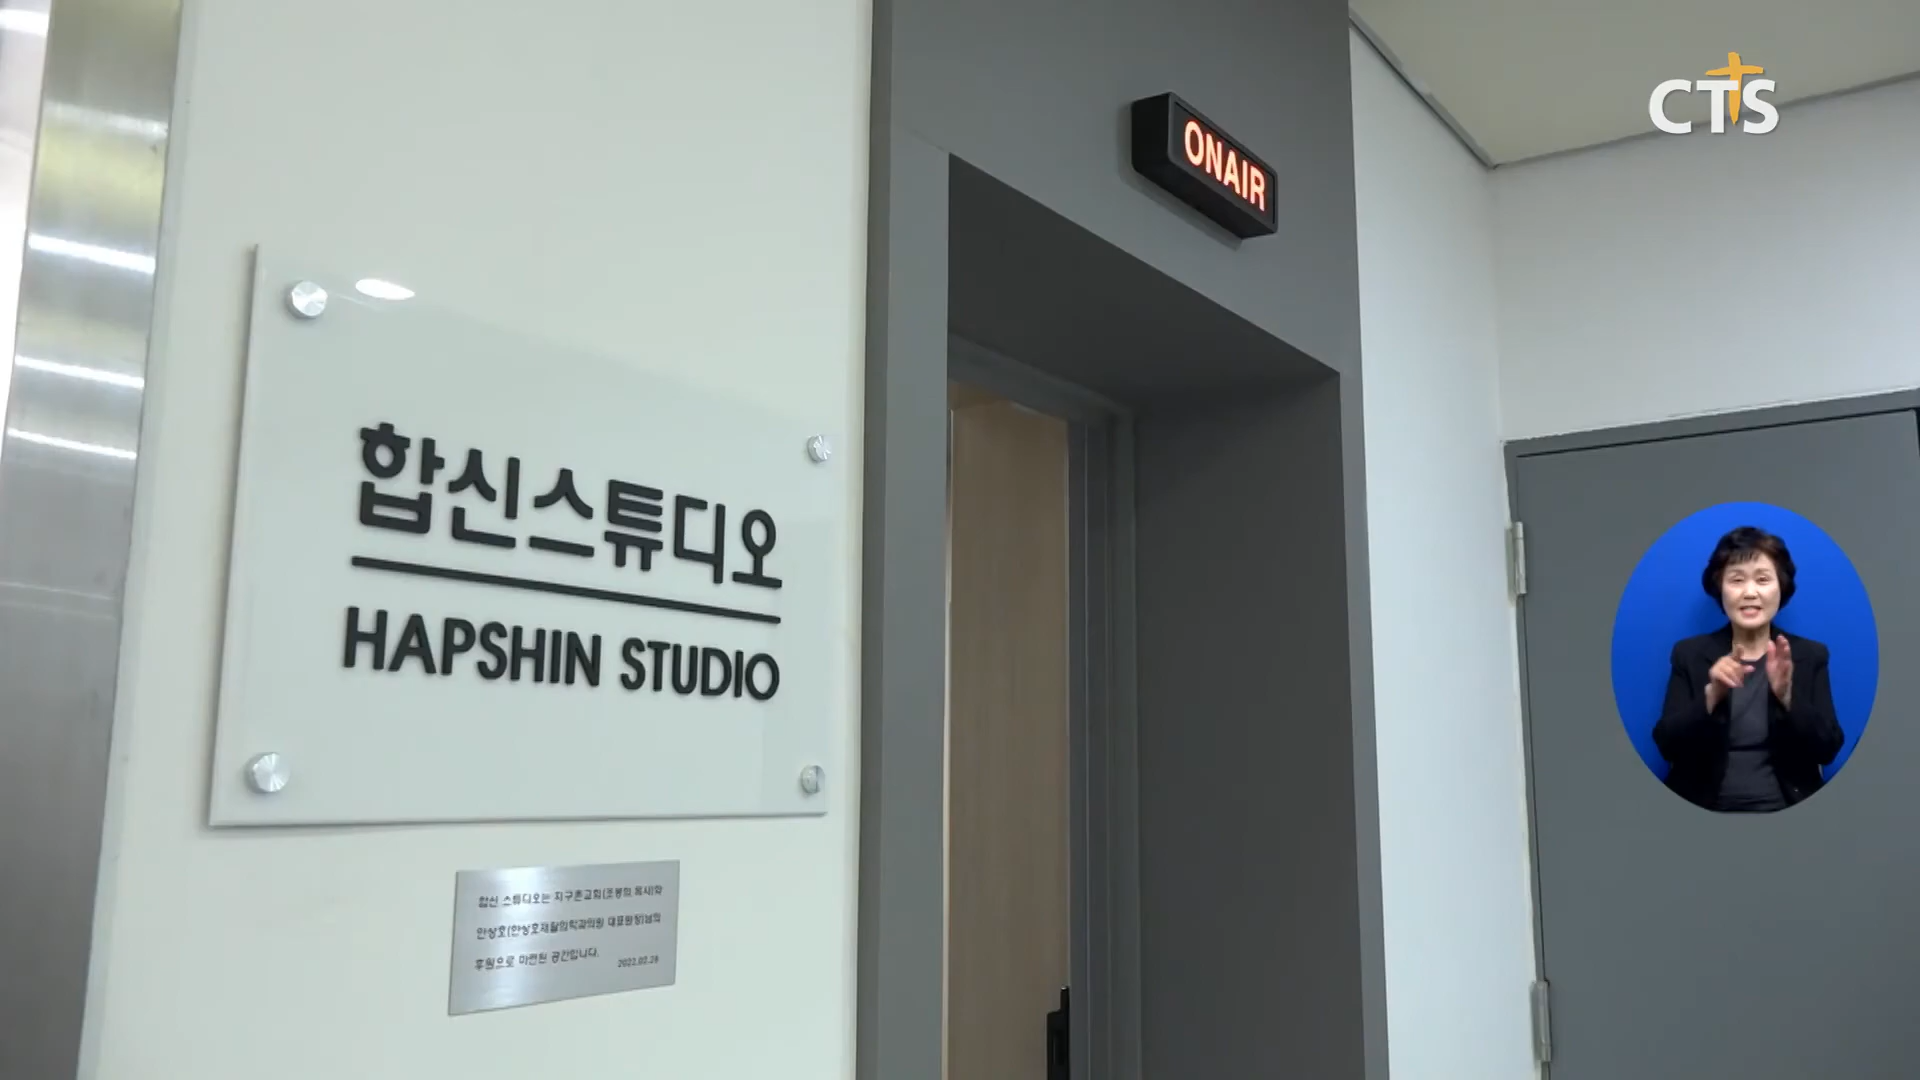 CTS
ONAIR
합신스튜디오
HAPSHIN STUDIO
합신 스튜디오는 지구촌교회(조봉희 목사)와
안상호(안상호재활의학과의원 대표원장)님의
후원으로 마련된 공간입니다.
2022.02.28